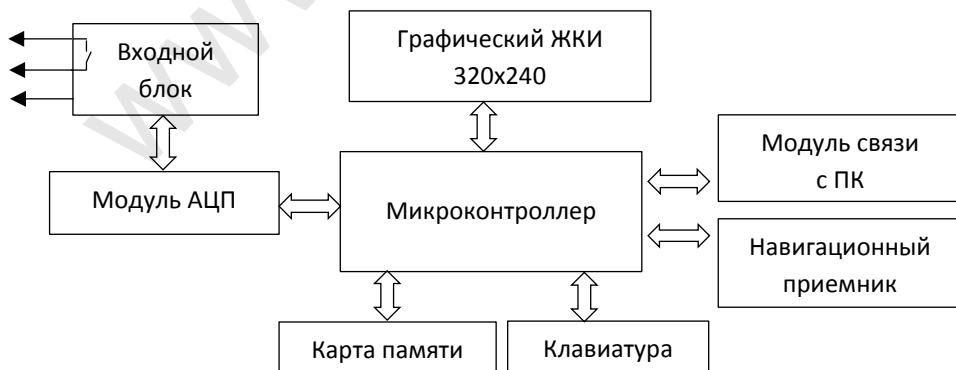 Входной
блок
Графический ЖКИ
320x240
Модуль связи
с ПК
Модуль АЦП
Микроконтроллер
Навигационный
приемник
Карта памяти
Клавиатура